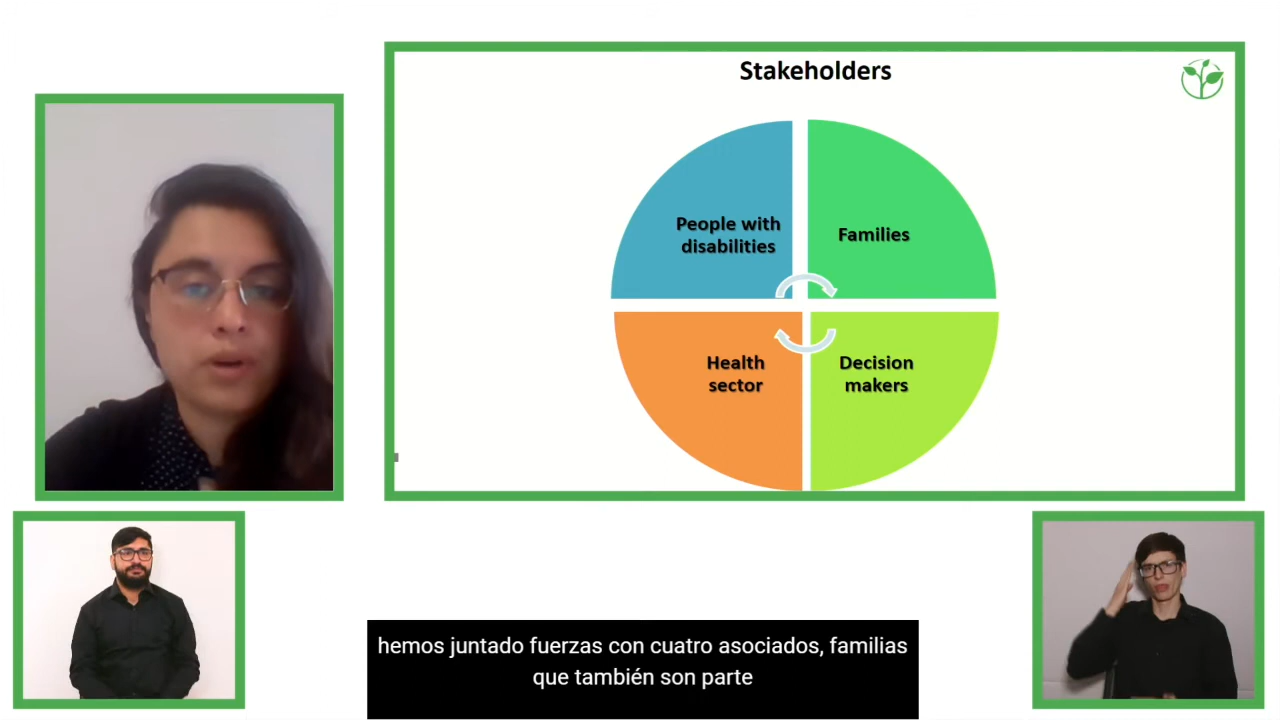 Stakeholders
People with
disabilities
Families
Health
sector
Decision
makers
hemos juntado fuerzas con cuatro asociados, familias
que también son parte